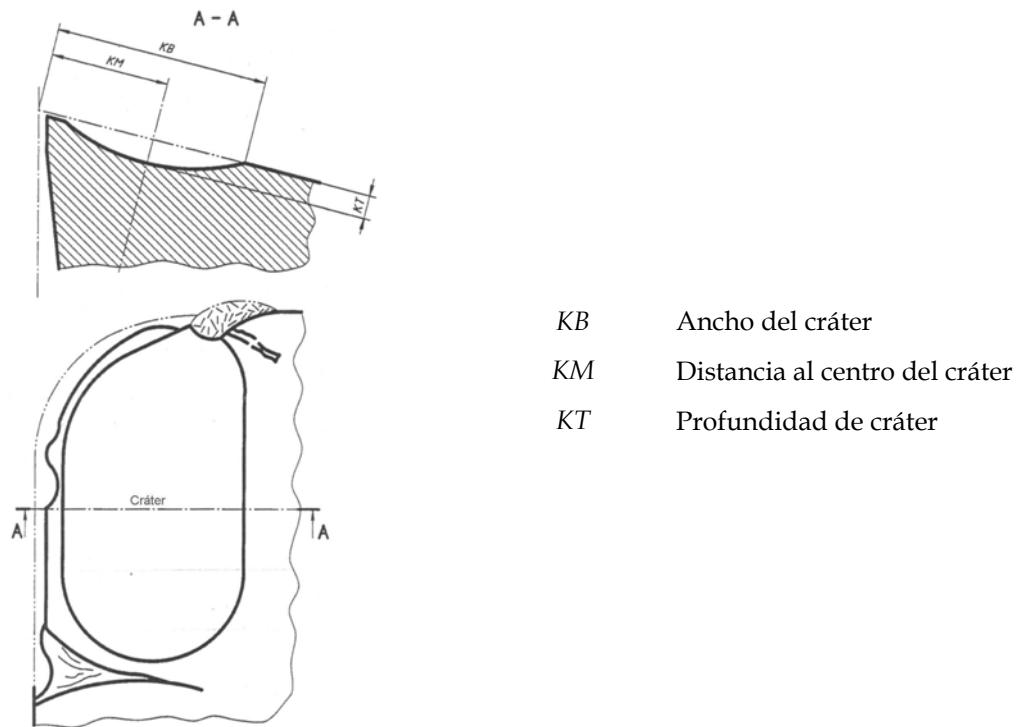 A - A
KB
KM
KT
KB Ancho del cráter
KM Distancia al centro del cráter
KT Profundidad de cráter
Cráter
A A